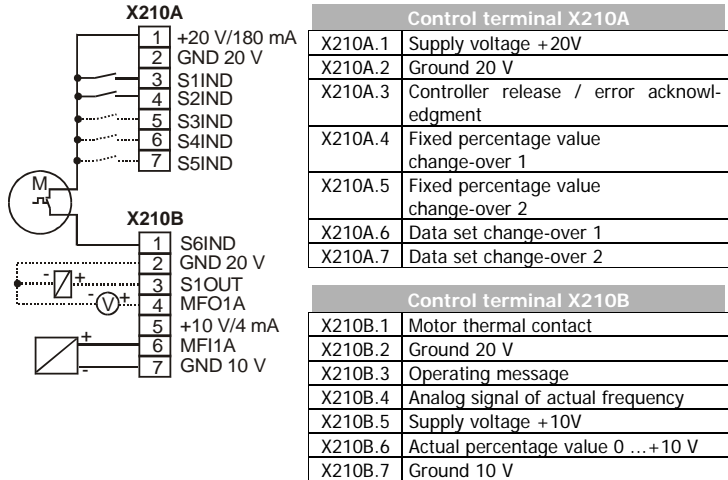 X210A
1 +20 V/180 mA
2 GND 20 V
3 S1IND
4 S2IND
5 S3IND
6 S4IND
7 S5IND
M
X210B
1 S6IND
2 GND 20 V
- + 3 S1OUT
- V + 4 MFO1A
5 +10 V/4 mA
+ 6 MFI1A
- 7 GND 10 V
Control terminal X210A
X210A.1 Supply voltage +20V
X210A.2 Ground 20 V
X210A.3 Controller release / error acknowl-
edgment
X210A.4 Fixed percentage value
change-over 1
X210A.5 Fixed percentage value
change-over 2
X210A.6 Data set change-over 1
X210A.7 Data set change-over 2
Control terminal X210B
X210B.1 Motor thermal contact
X210B.2 Ground 20 V
X210B.3 Operating message
X210B.4 Analog signal of actual frequency
X210B.5 Supply voltage +10V
X210B.6 Actual percentage value 0 ...+10 V
X210B.7 Ground 10 V